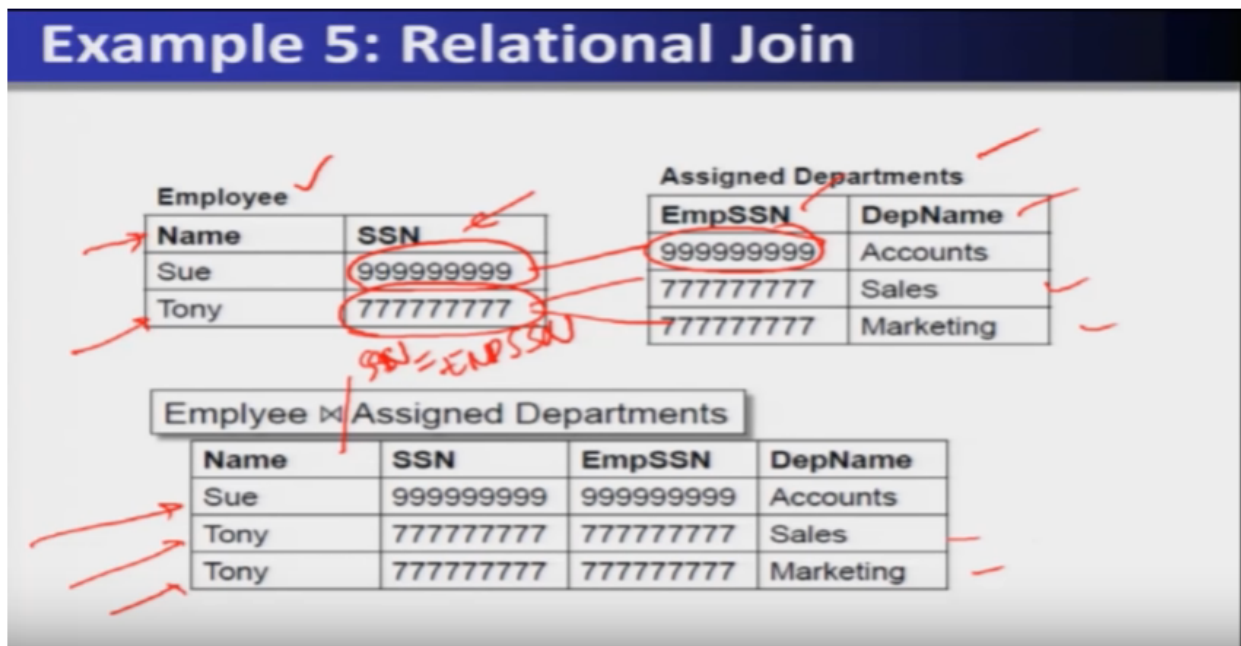 Example 5: Relational Join
Employee
Name SSN
Sue 999999999
Tony 777777777
Assigned Departments
EmpSSN DepName
999999999 Accounts
777777777 Sales
777777777 Marketing
SSN = EMPSSN
Emplyee ⋈ Assigned Departments
Name SSN EmpSSN DepName
Sue 999999999 999999999 Accounts
Tony 777777777 777777777 Sales
Tony 777777777 777777777 Marketing